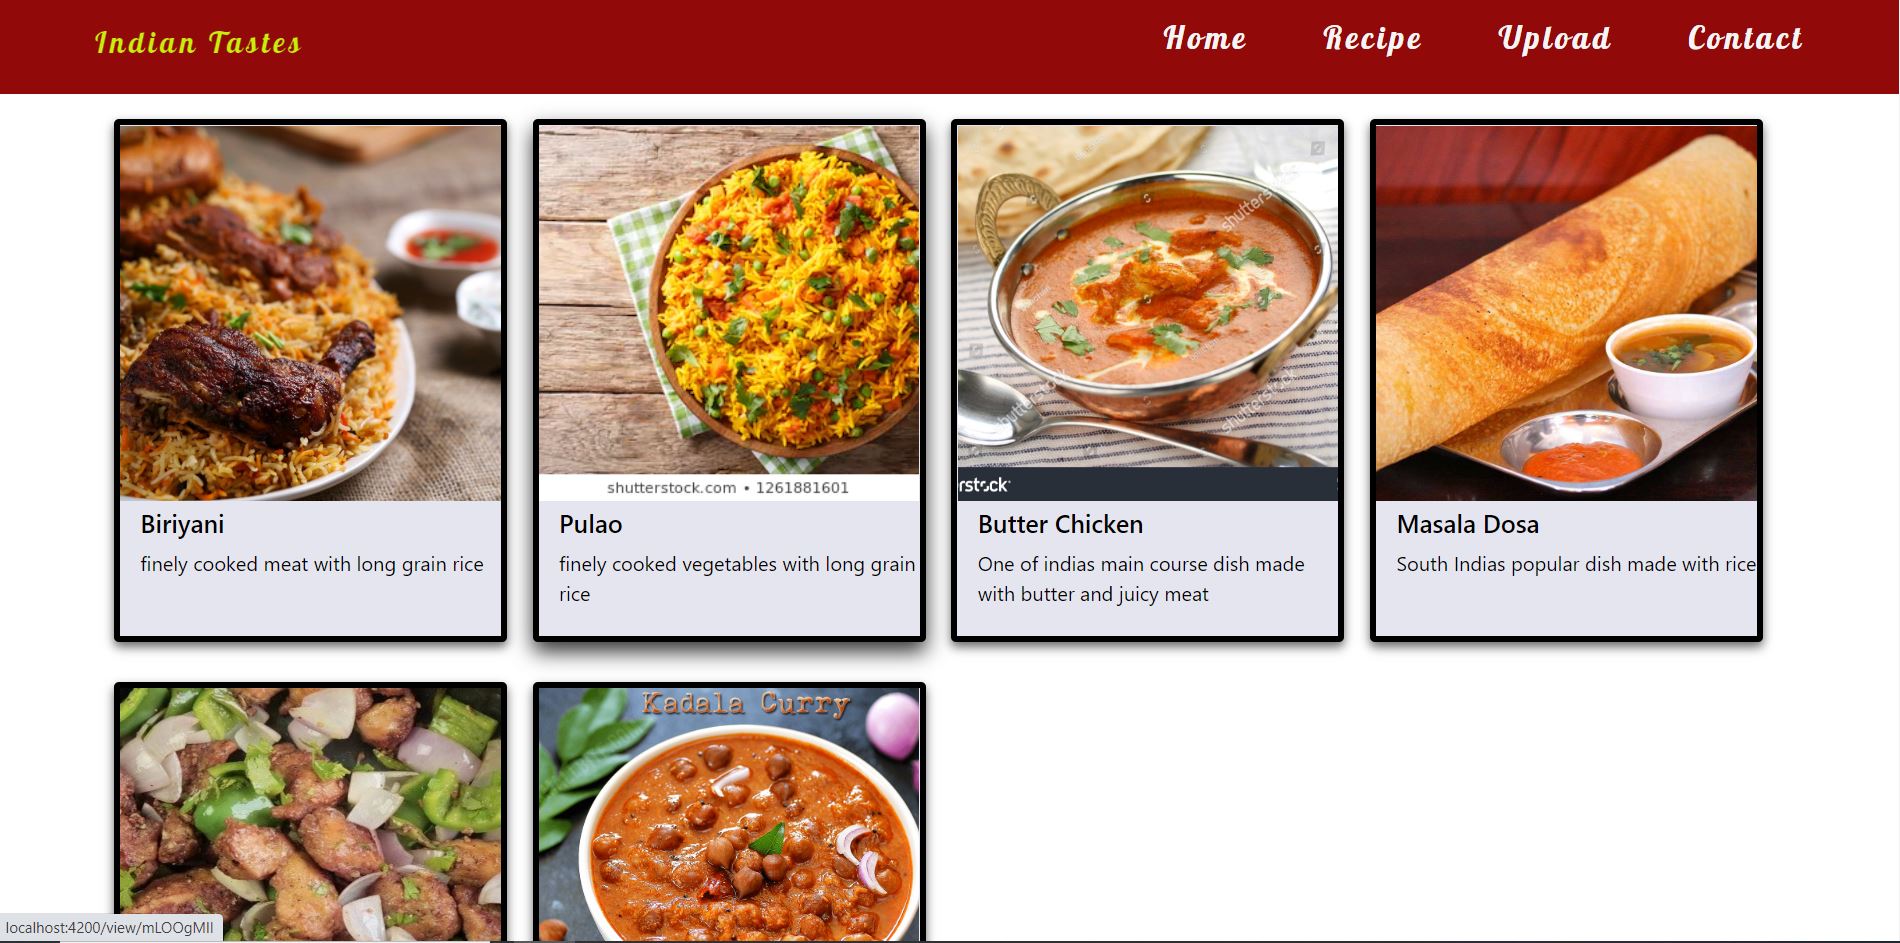 Indian Tastes
Home
Recipe
Upload
Contact
shutterstock.com • 1261881601
rstock
Biriyani
finely cooked meat with long grain rice
Pulao
finely cooked vegetables with long grain
rice
Butter Chicken
One of indias main course dish made
with butter and juicy meat
Masala Dosa
South Indias popular dish made with rice
Kadala Curry
localhost:4200/view/mLOOgMIl